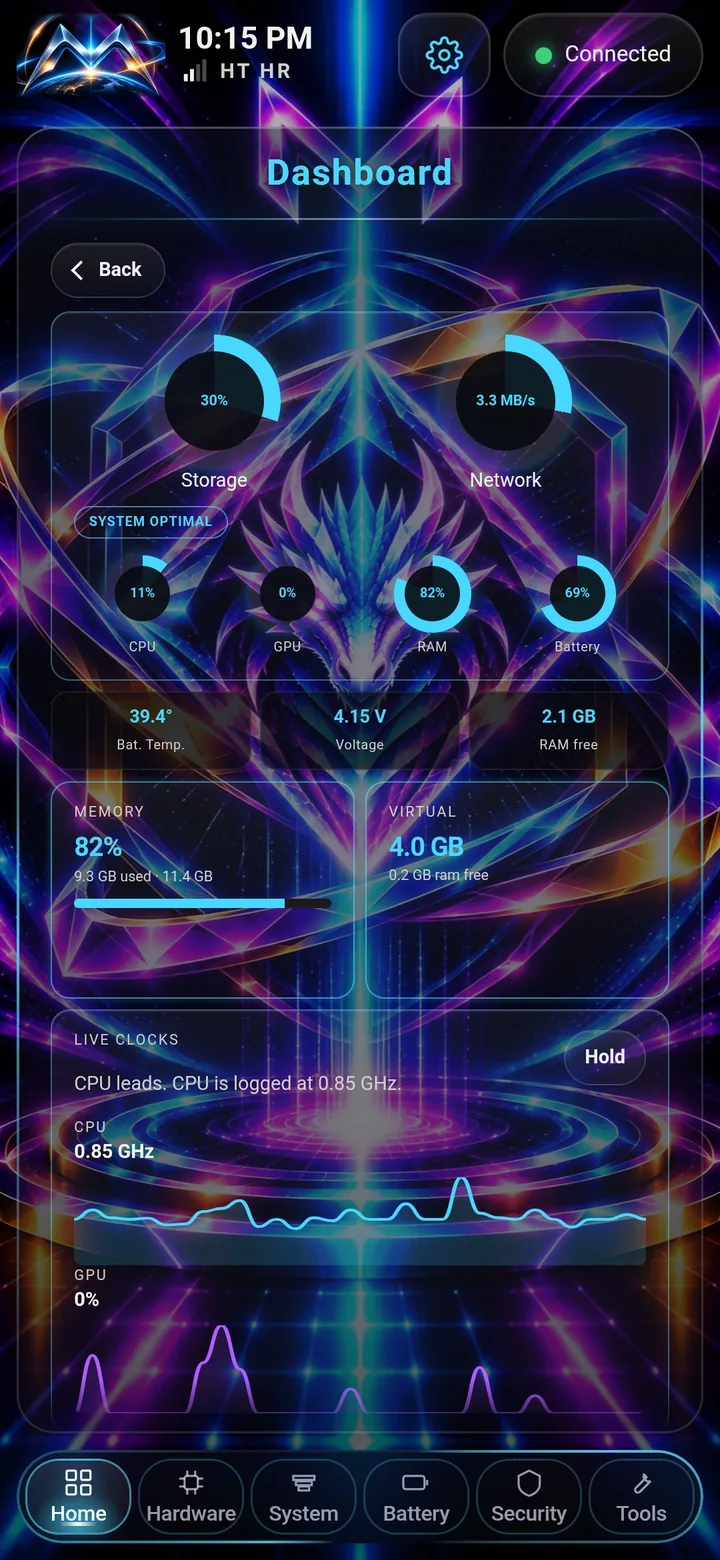 10:15 PM
HT HR
Connected
Dashboard
Back
30%
3.3 MB/s
Storage
Network
SYSTEM OPTIMAL
11%
0%
82%
69%
CPU
GPU
RAM
Battery
39.4°
4.15 V
2.1 GB
Bat. Temp.
Voltage
RAM free
MEMORY
82%
9.3 GB used · 11.4 GB
VIRTUAL
4.0 GB
0.2 GB ram free
LIVE CLOCKS
Hold
CPU leads. CPU is logged at 0.85 GHz.
CPU
0.85 GHz
GPU
0%
Home
Hardware
System
Battery
Security
Tools